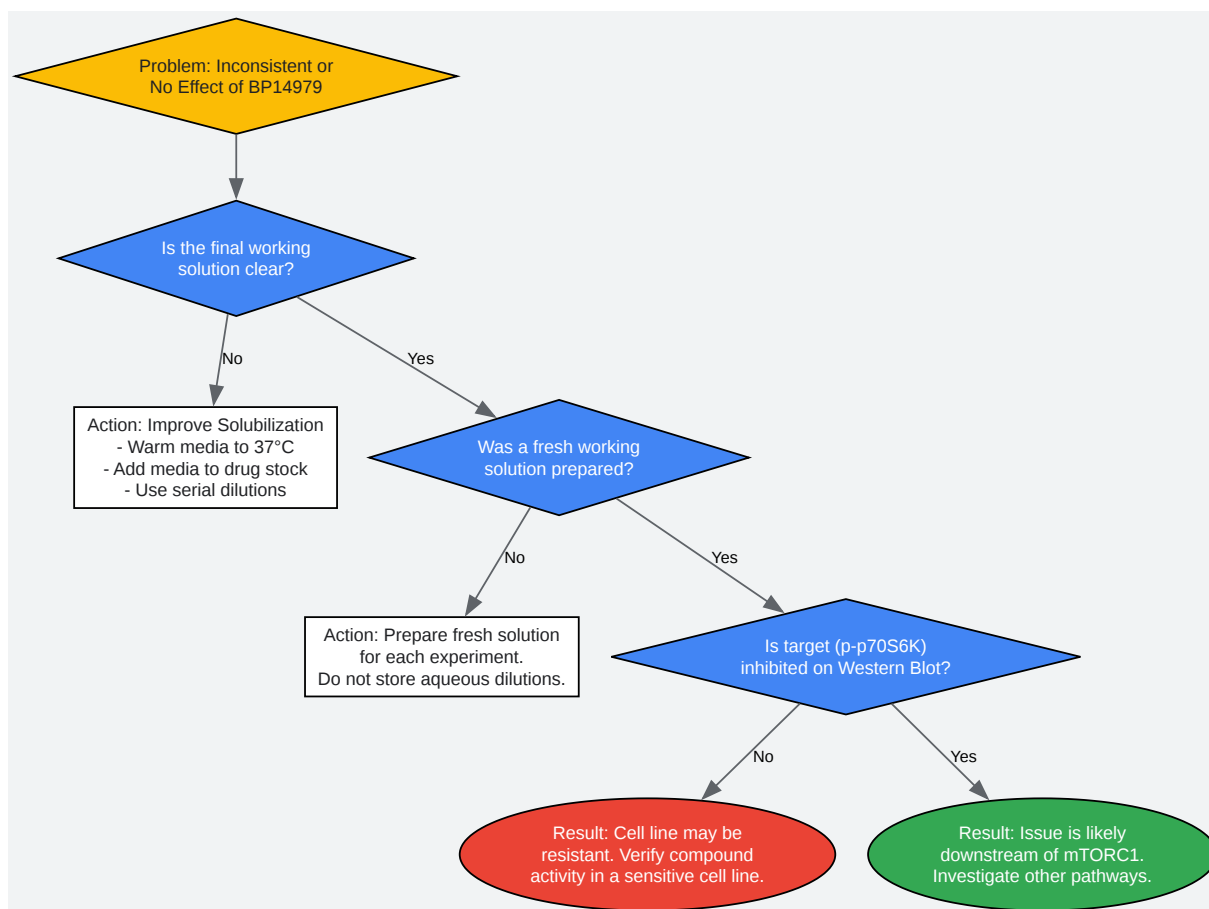 Problem: Inconsistent or
No Effect of BP14979
Is the final working
solution clear?
No
Yes
Action: Improve Solubilization
- Warm media to 37°C
- Add media to drug stock
- Use serial dilutions
Was a fresh working
solution prepared?
No
Yes
Action: Prepare fresh solution
for each experiment.
Do not store aqueous dilutions.
Is target (p-p70S6K)
inhibited on Western Blot?
No
Yes
Result: Cell line may be
resistant. Verify compound
activity in a sensitive cell line.
Result: Issue is likely
downstream of mTORC1.
Investigate other pathways.